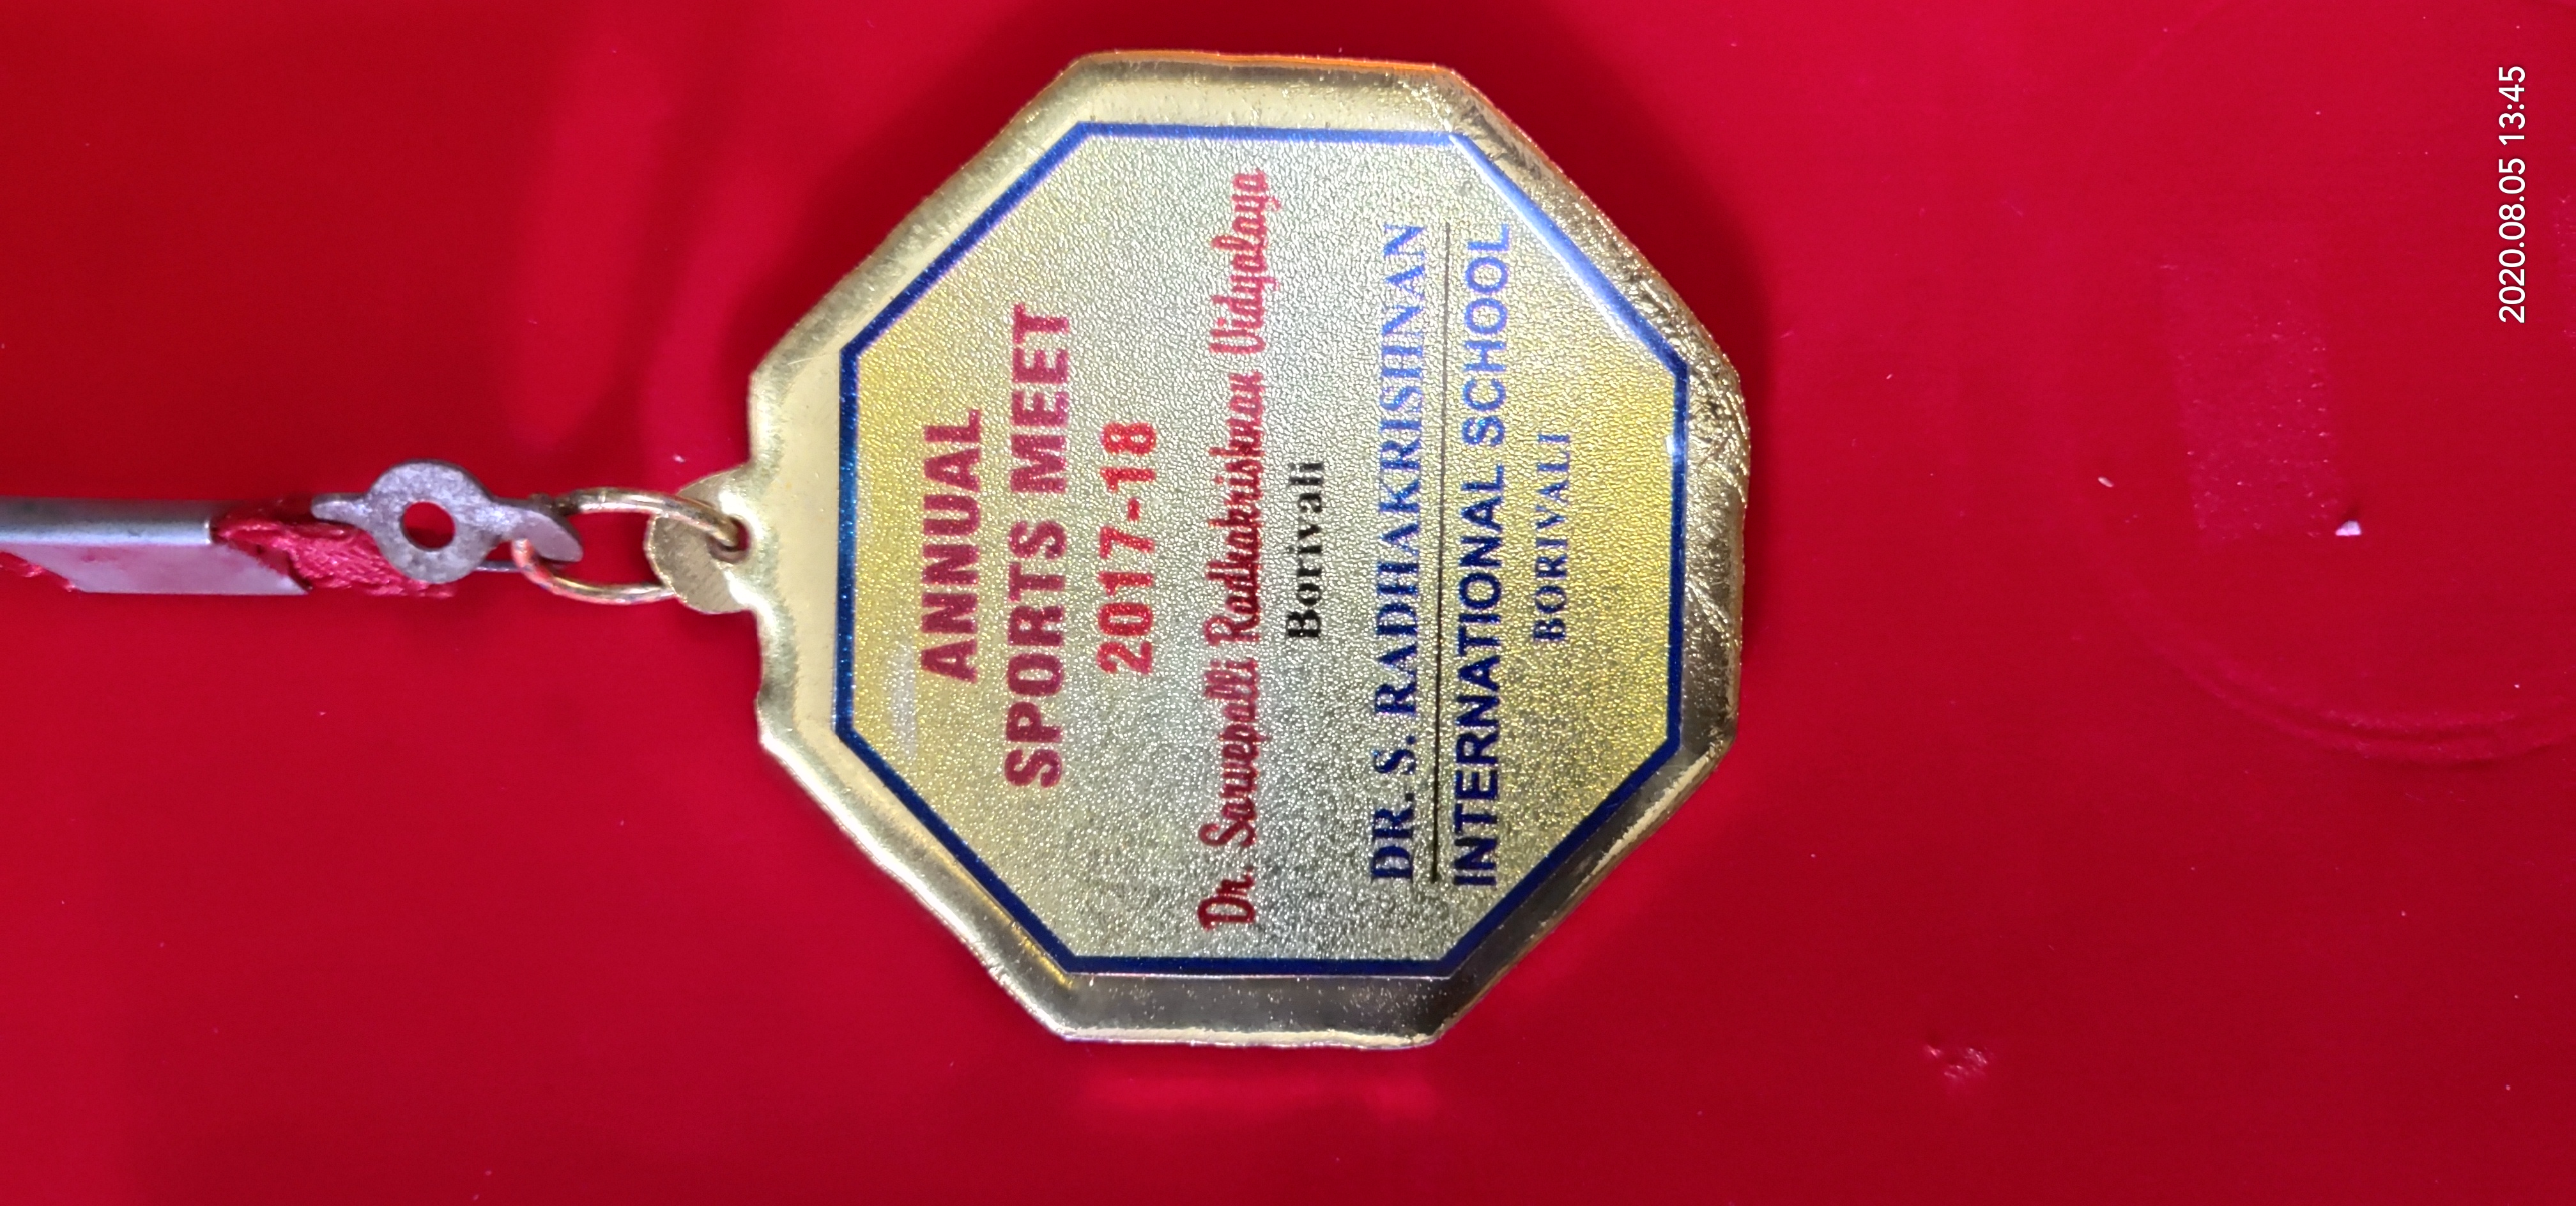 ANNUAL
SPORTS MEET
2017-18
Dr. Sarvepalli Radhakrishnan Vidyalaya
Borivali
DR. S. RADHAKRISHNAN
INTERNATIONAL SCHOOL
BORIVALI
2020.08.05 13:45